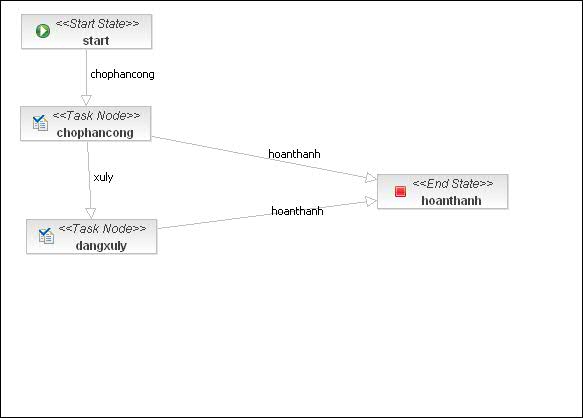 <<Start State>>
start
chophancong
<<Task Node>>
chophancong
hoanthanh
xuly
<<End State>>
hoanthanh
hoanthanh
<<Task Node>>
dangxuly